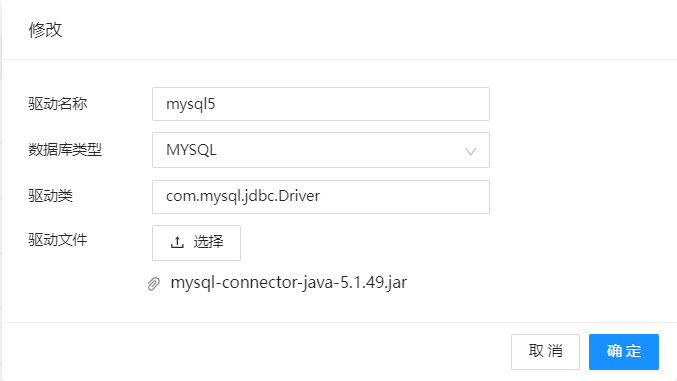 修改
驱动名称 mysql5
数据库类型 MYSQL
驱动类 com.mysql.jdbc.Driver
驱动文件 选择
mysql-connector-java-5.1.49.jar
取消 确定